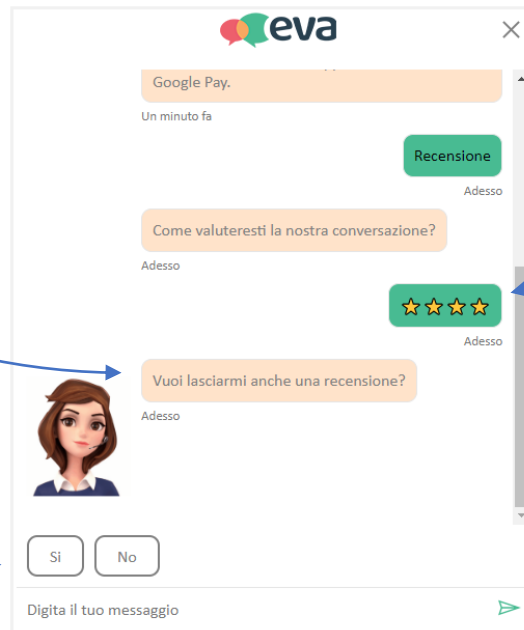 eva
Google Pay.
Un minuto fa
Recensione
Adesso
Come valuteresti la nostra conversazione?
Adesso
Adesso
Vuoi lasciarmi anche una recensione?
Adesso
Si
No
Digita il tuo messaggio